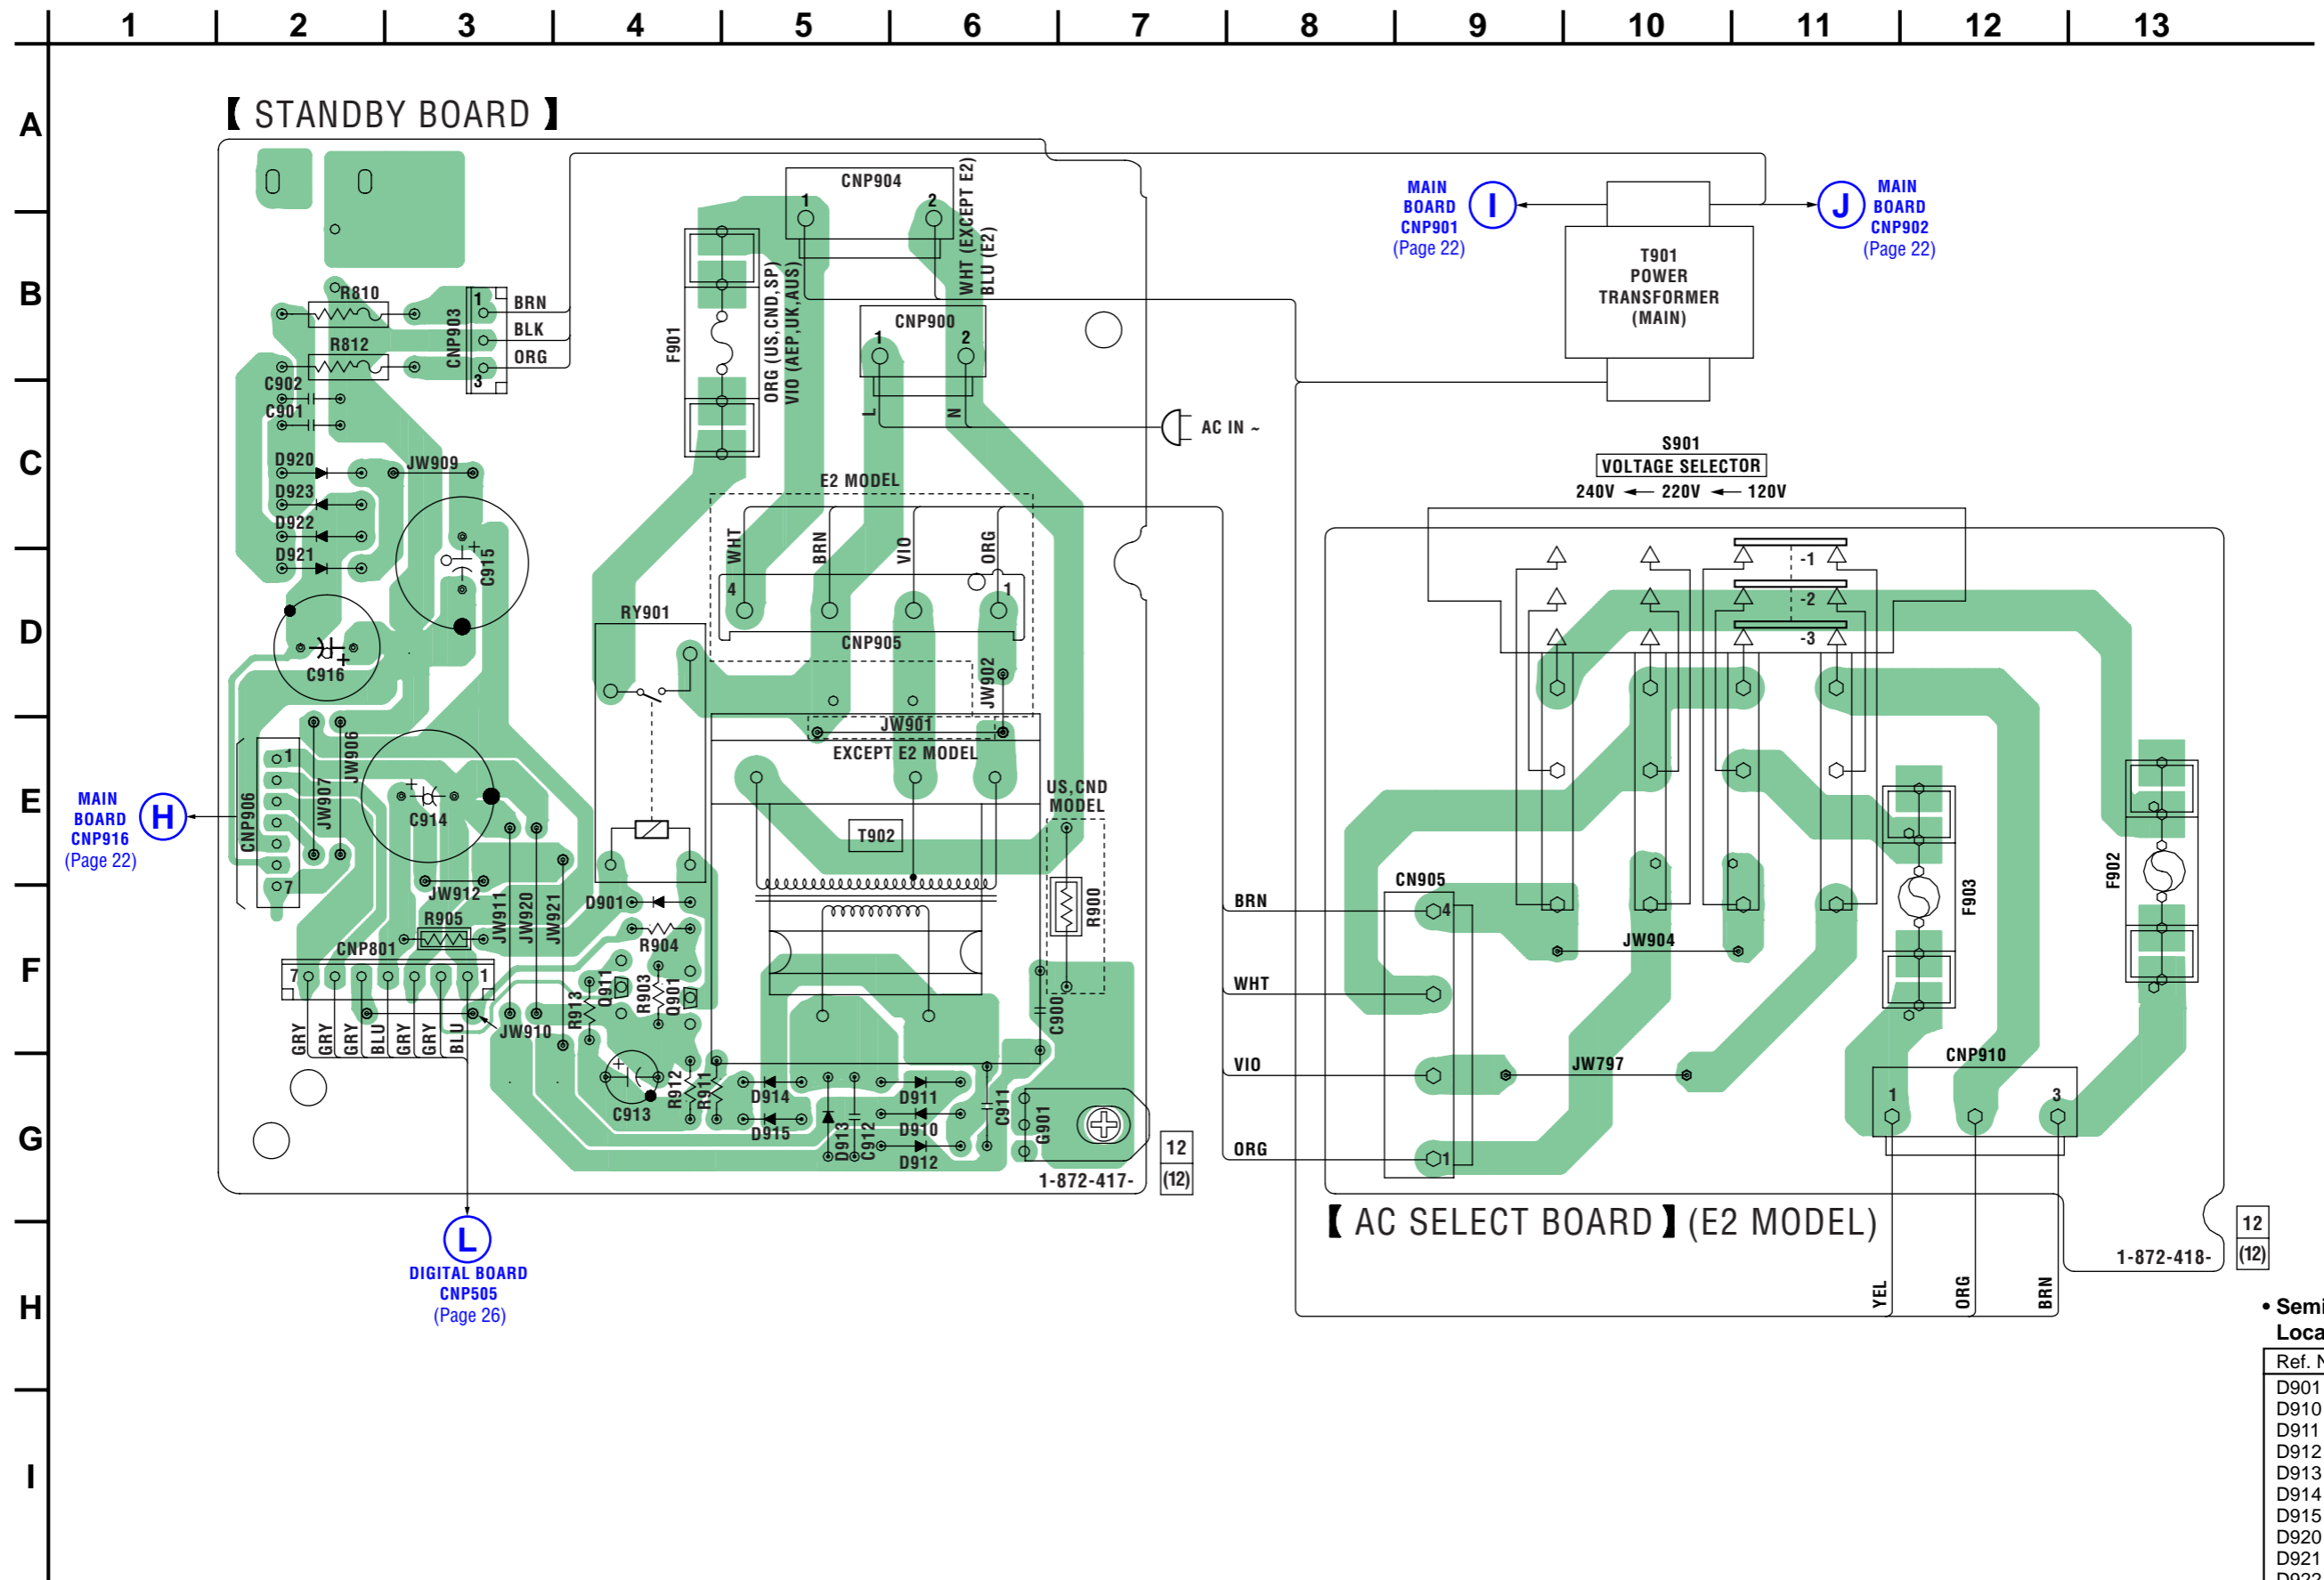 1 2 3 4 5 6 7 8 9 10 11 12 13
A
B
C
D
E
F
G
H
I
【 STANDBY BOARD 】
CNP904
1 2
WHT (EXCEPT E2)
BLU (E2)
ORG (US,CND,SP)
VIO (AEP,UK,AUS)
F901
CNP900
1 2
L N
AC IN ~
R810
R812
CNP903
1
3
BRN
BLK
ORG
C902
C901
D920
D923
D922
D921
JW909
C915
+
C916
+
RY901
E2 MODEL
WHT
BRN
VIO
ORG
4 1
CNP905
JW902
JW901
EXCEPT E2 MODEL
T902
US,CND
MODEL
R900
MAIN
BOARD
CNP916
(Page 22)
H
CNP906
1
7
JW907
JW906
C914
+
JW912
R905
JW911
JW920
JW921
CNP801
7 1
GRY
GRY
GRY
BLU
GRY
GRY
BLU
JW910
D901
R904
Q911
R903
Q901
R913
C913
+
R912
R911
D914
D915
D913
C912
D911
D910
D912
C911
C900
G901
1-872-417-
12
(12)
L
DIGITAL BOARD
CNP505
(Page 26)
MAIN
BOARD
CNP901
(Page 22)
I
J
MAIN
BOARD
CNP902
(Page 22)
T901
POWER
TRANSFORMER
(MAIN)
S901
VOLTAGE SELECTOR
240V ← 220V ← 120V
-1
-2
-3
BRN
WHT
VIO
ORG
CN905
4
1
JW904
JW797
F903
F902
CNP910
1 3
YEL
ORG
BRN
【 AC SELECT BOARD 】 (E2 MODEL)
1-872-418-
12
(12)
• Semi
Loca
Ref. N
D901
D910
D911
D912
D913
D914
D915
D920
D921
D922